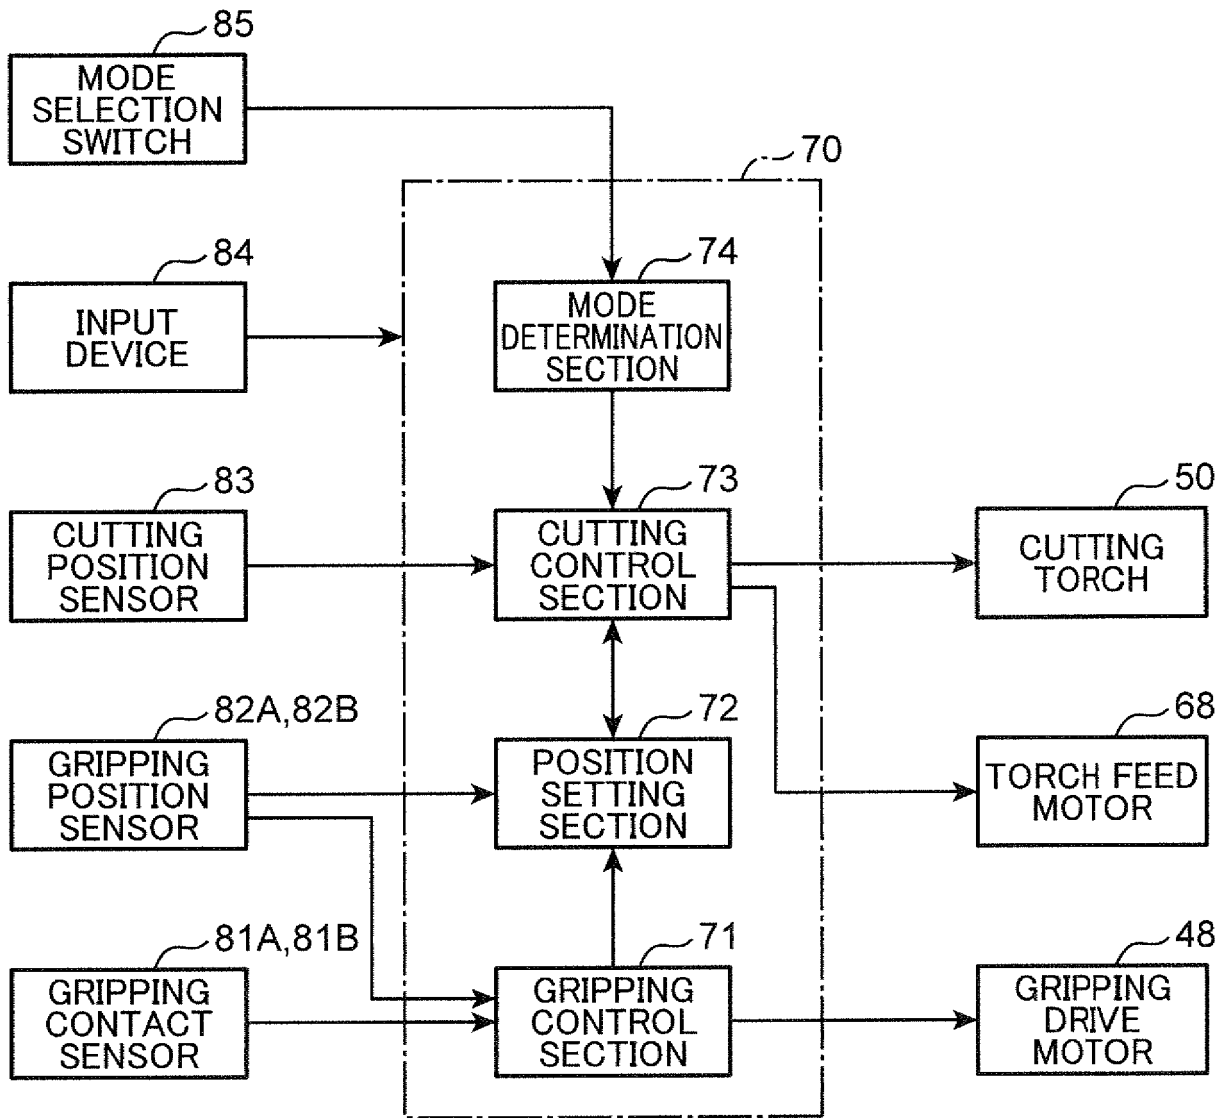 85
MODE
SELECTION
SWITCH
70
84
INPUT
DEVICE
74
MODE
DETERMINATION
SECTION
83
CUTTING
POSITION
SENSOR
73
CUTTING
CONTROL
SECTION
50
CUTTING
TORCH
82A,82B
GRIPPING
POSITION
SENSOR
72
POSITION
SETTING
SECTION
68
TORCH FEED
MOTOR
81A,81B
GRIPPING
CONTACT
SENSOR
71
GRIPPING
CONTROL
SECTION
48
GRIPPING
DRIVE
MOTOR